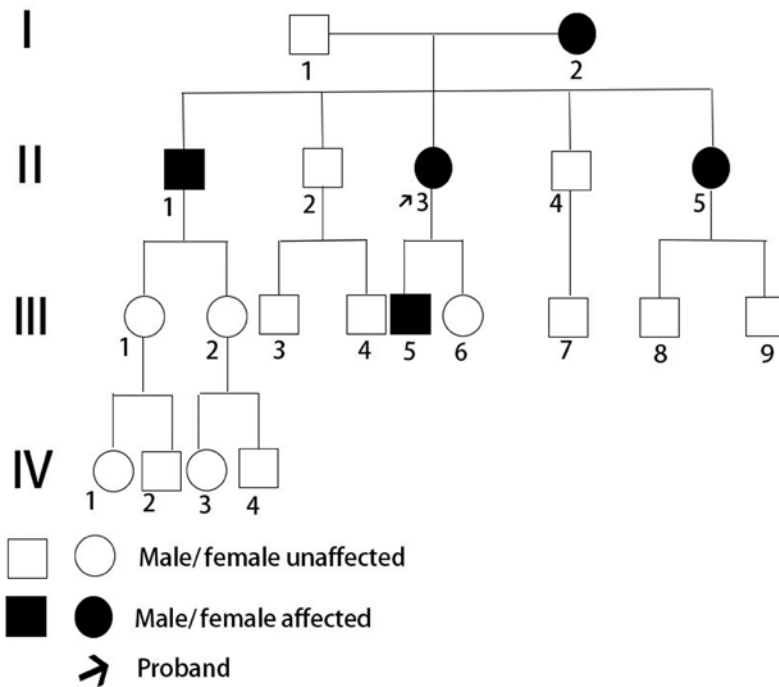 I
1 2
II
1 2 3 4 5
III
1 2 3 4 5 6 7 8 9
IV
1 2 3 4
Male/female unaffected
Male/female affected
Proband